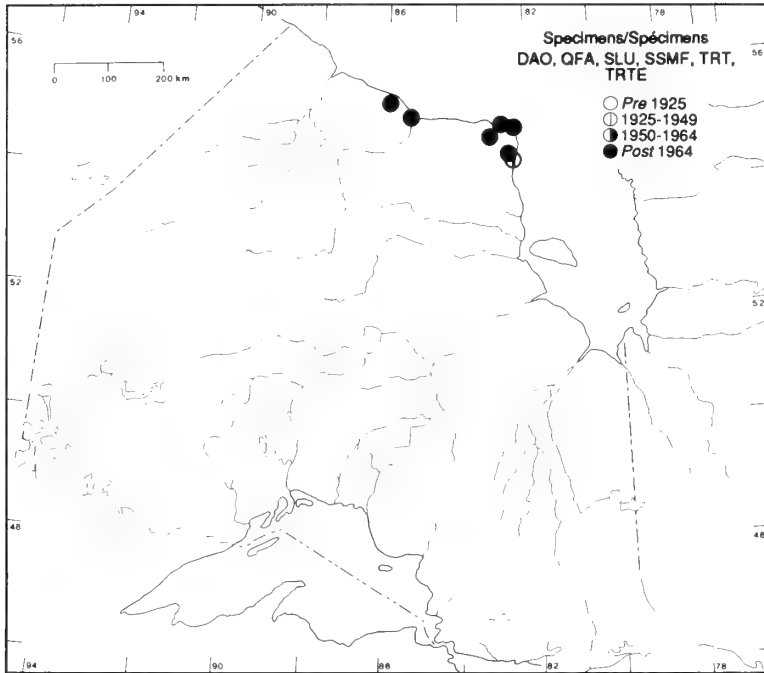 94
90
86
82
56
56
Specimens/Spécimens
DAO, QFA, SLU, SSMF, TRT,
TRTE
0 100 200 km
Pre 1925
1925-1949
1950-1964
Post 1964
52
52
48
48
94
90
86
82
78